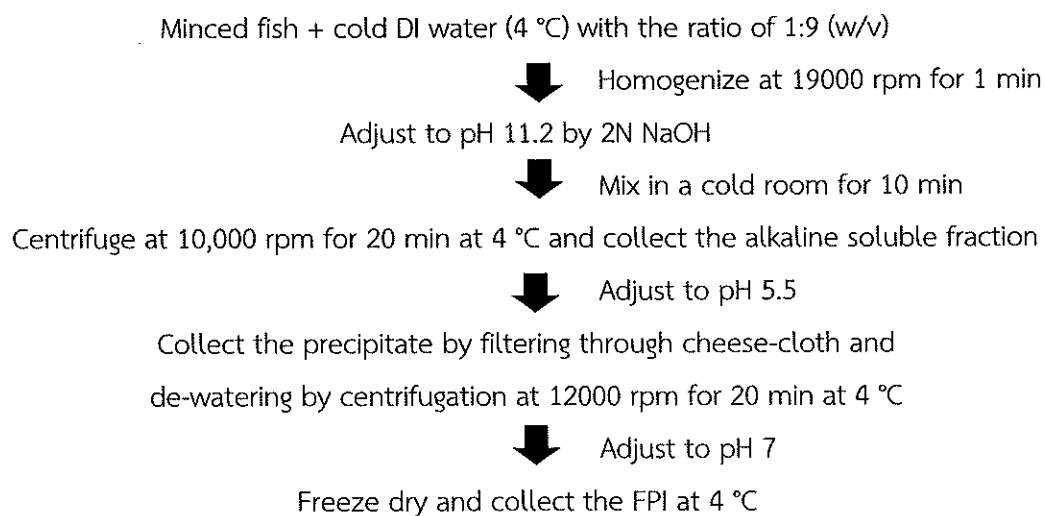 Minced fish + cold DI water (4 °C) with the ratio of 1:9 (w/v)
Homogenize at 19000 rpm for 1 min
Adjust to pH 11.2 by 2N NaOH
Mix in a cold room for 10 min
Centrifuge at 10,000 rpm for 20 min at 4 °C and collect the alkaline soluble fraction
Adjust to pH 5.5
Collect the precipitate by filtering through cheese-cloth and
de-watering by centrifugation at 12000 rpm for 20 min at 4 °C
Adjust to pH 7
Freeze dry and collect the FPI at 4 °C